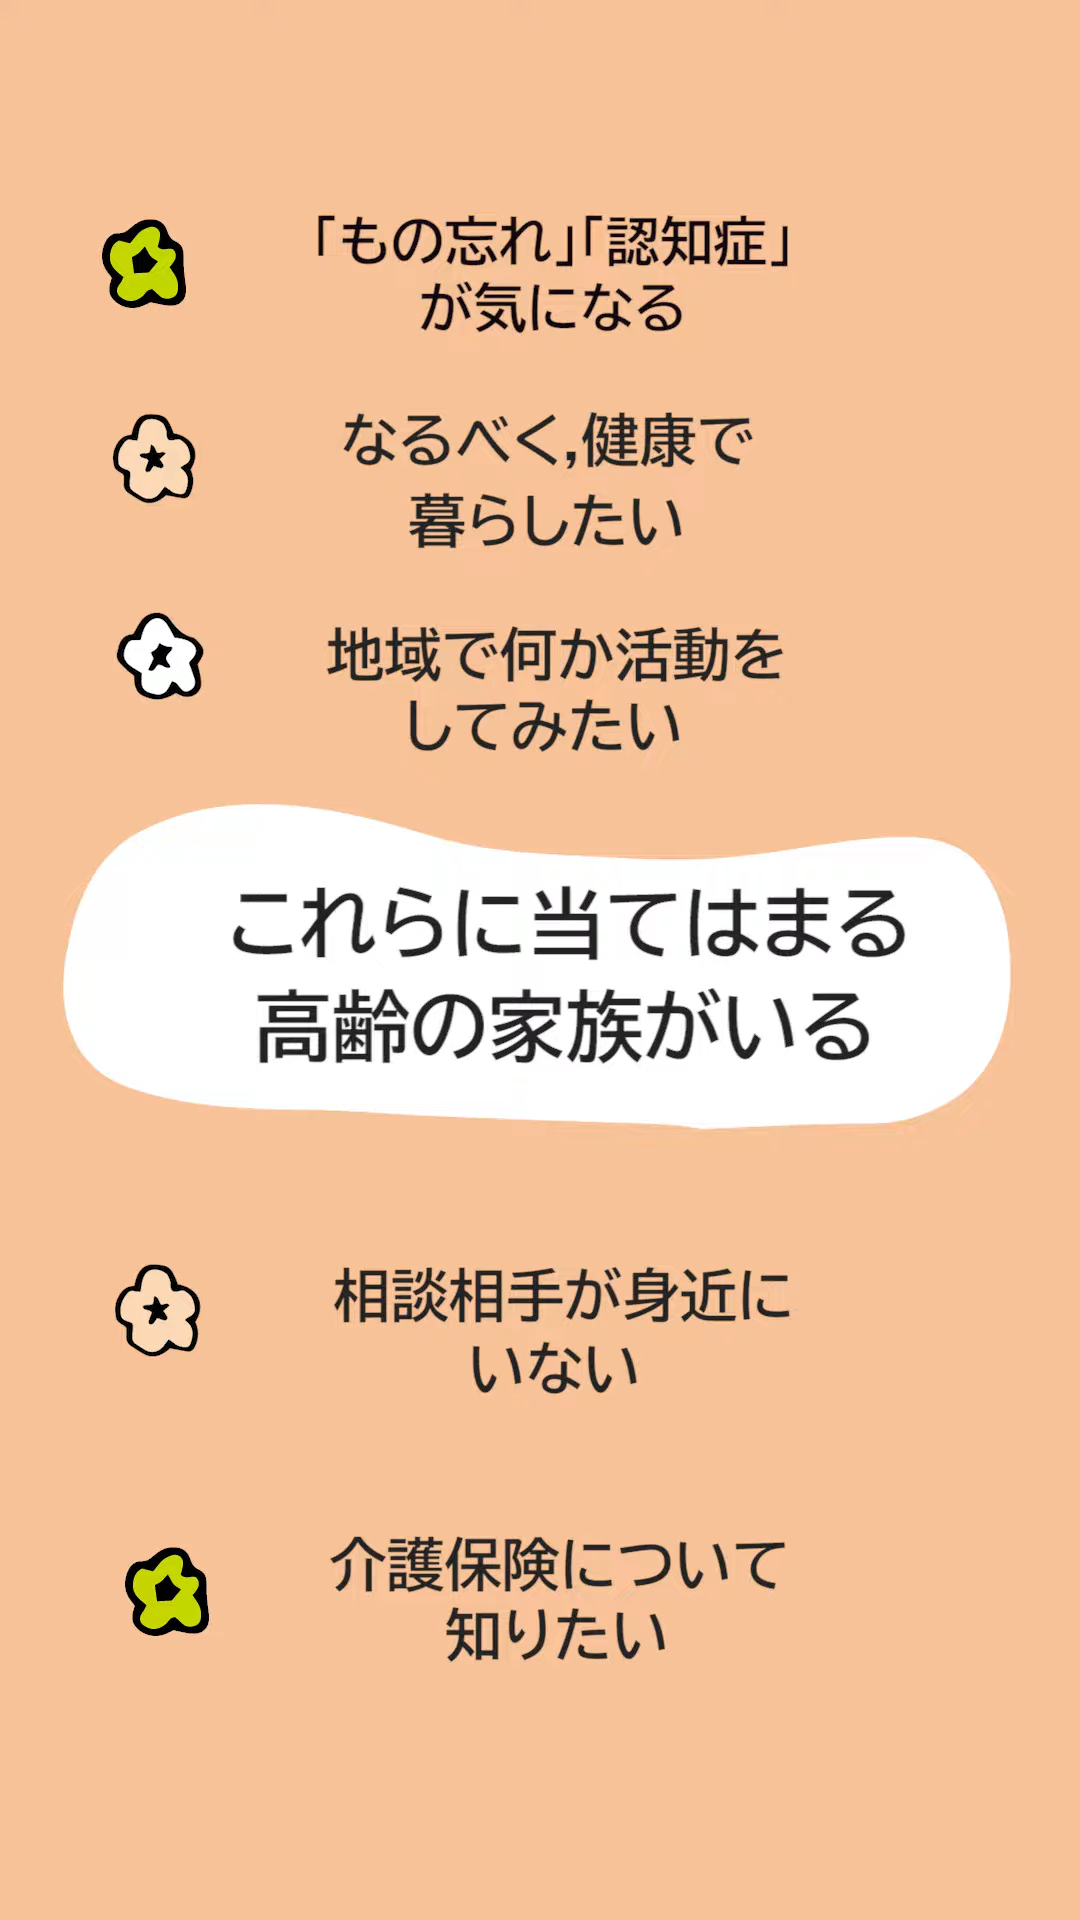 「もの忘れ」「認知症」
が気になる
なるべく,健康で
暮らしたい
地域で何か活動を
してみたい
これらに当てはまる
高齢の家族がいる
相談相手が身近に
いない
介護保険について
知りたい